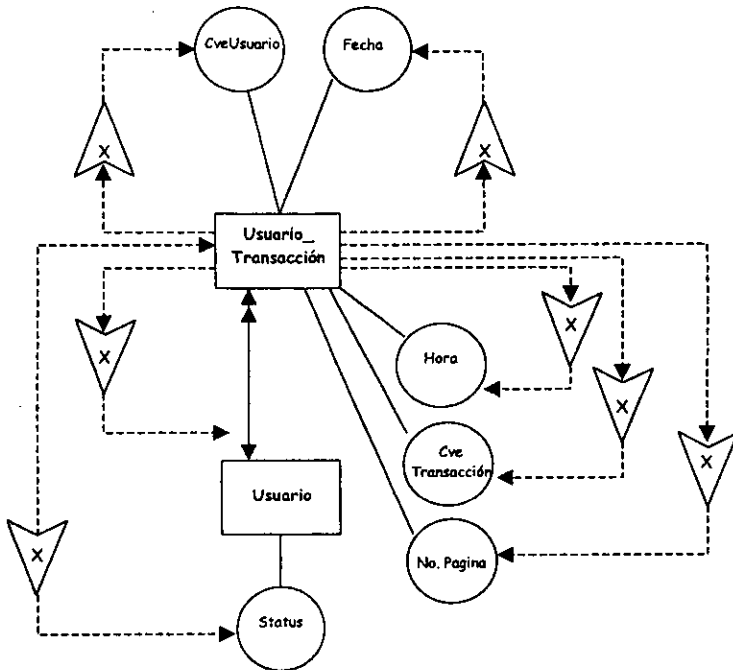 CveUsuario
Fecha
X
X
Usuario_
Transacción
X
X
Hora
X
Cve
Transacción
X
Usuario
X
No. Pagina
Status